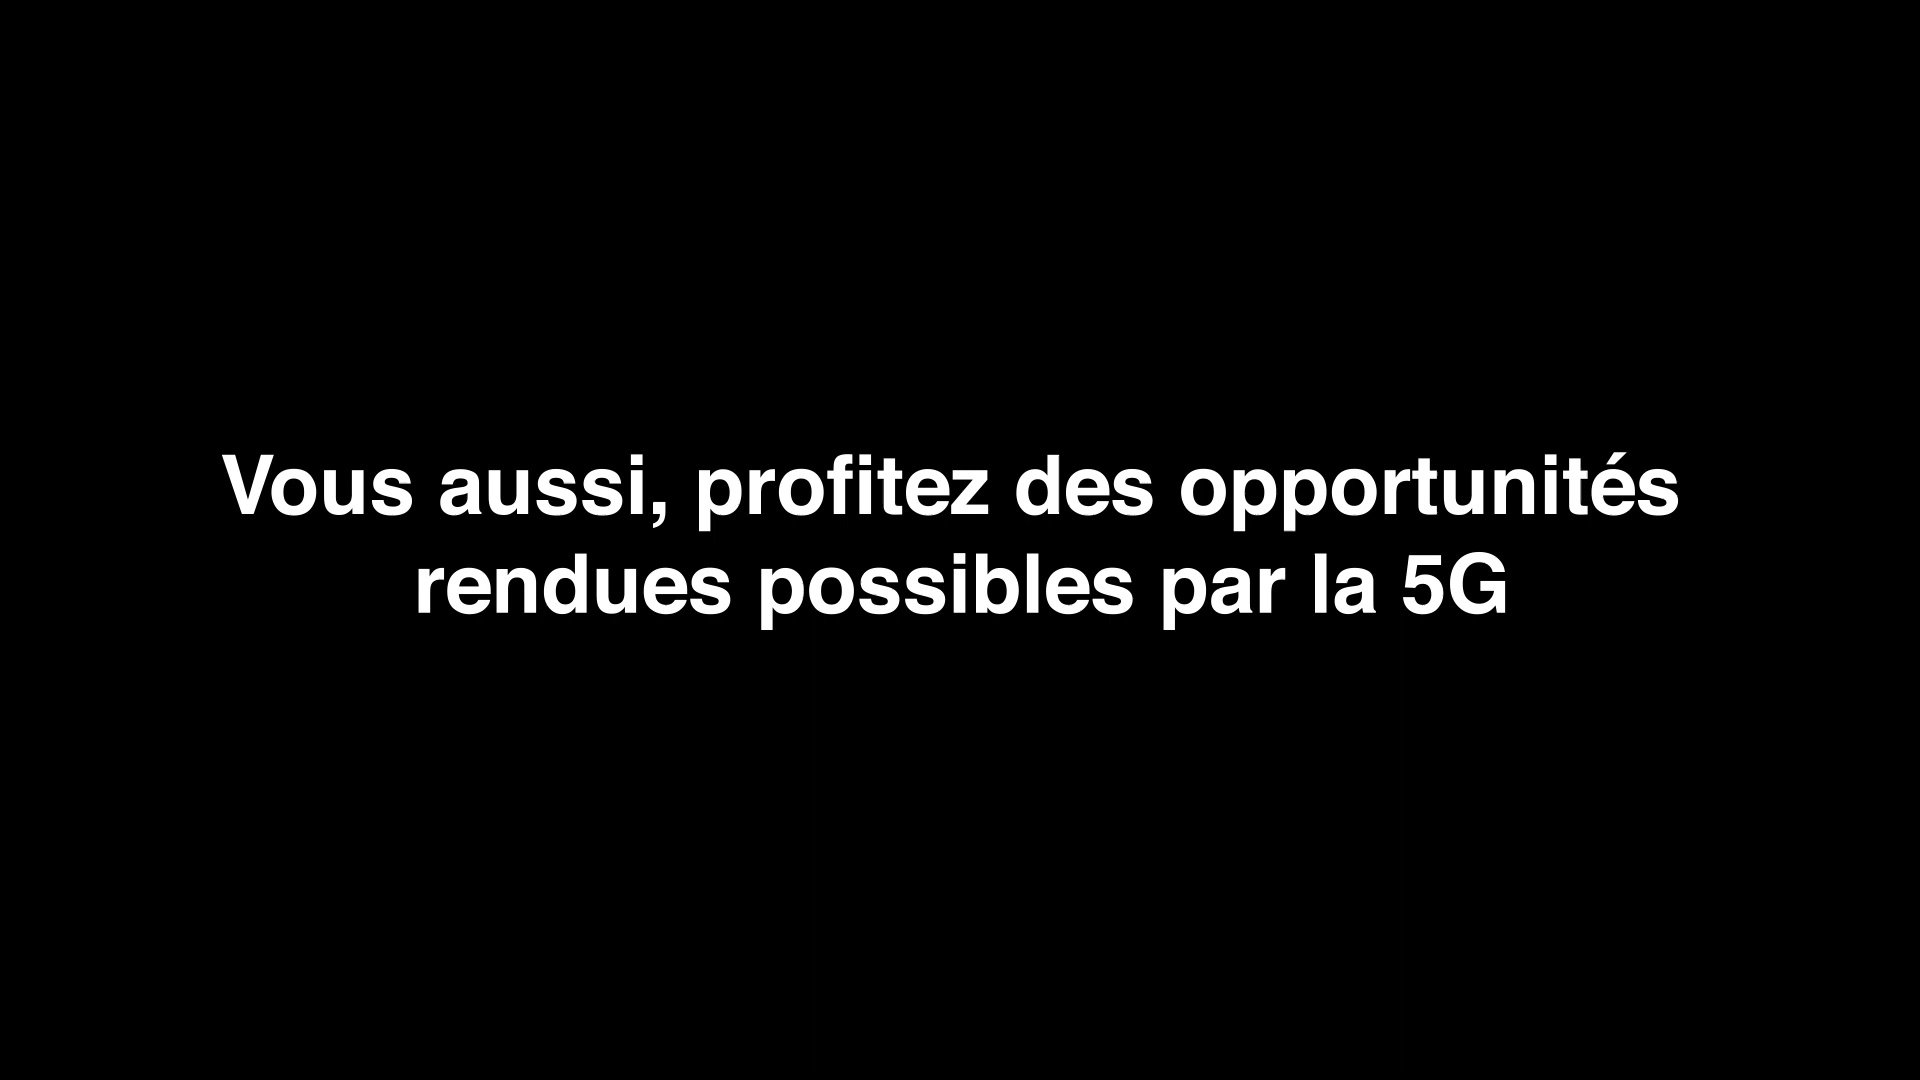 Vous aussi, profitez des opportunités
rendues possibles par la 5G